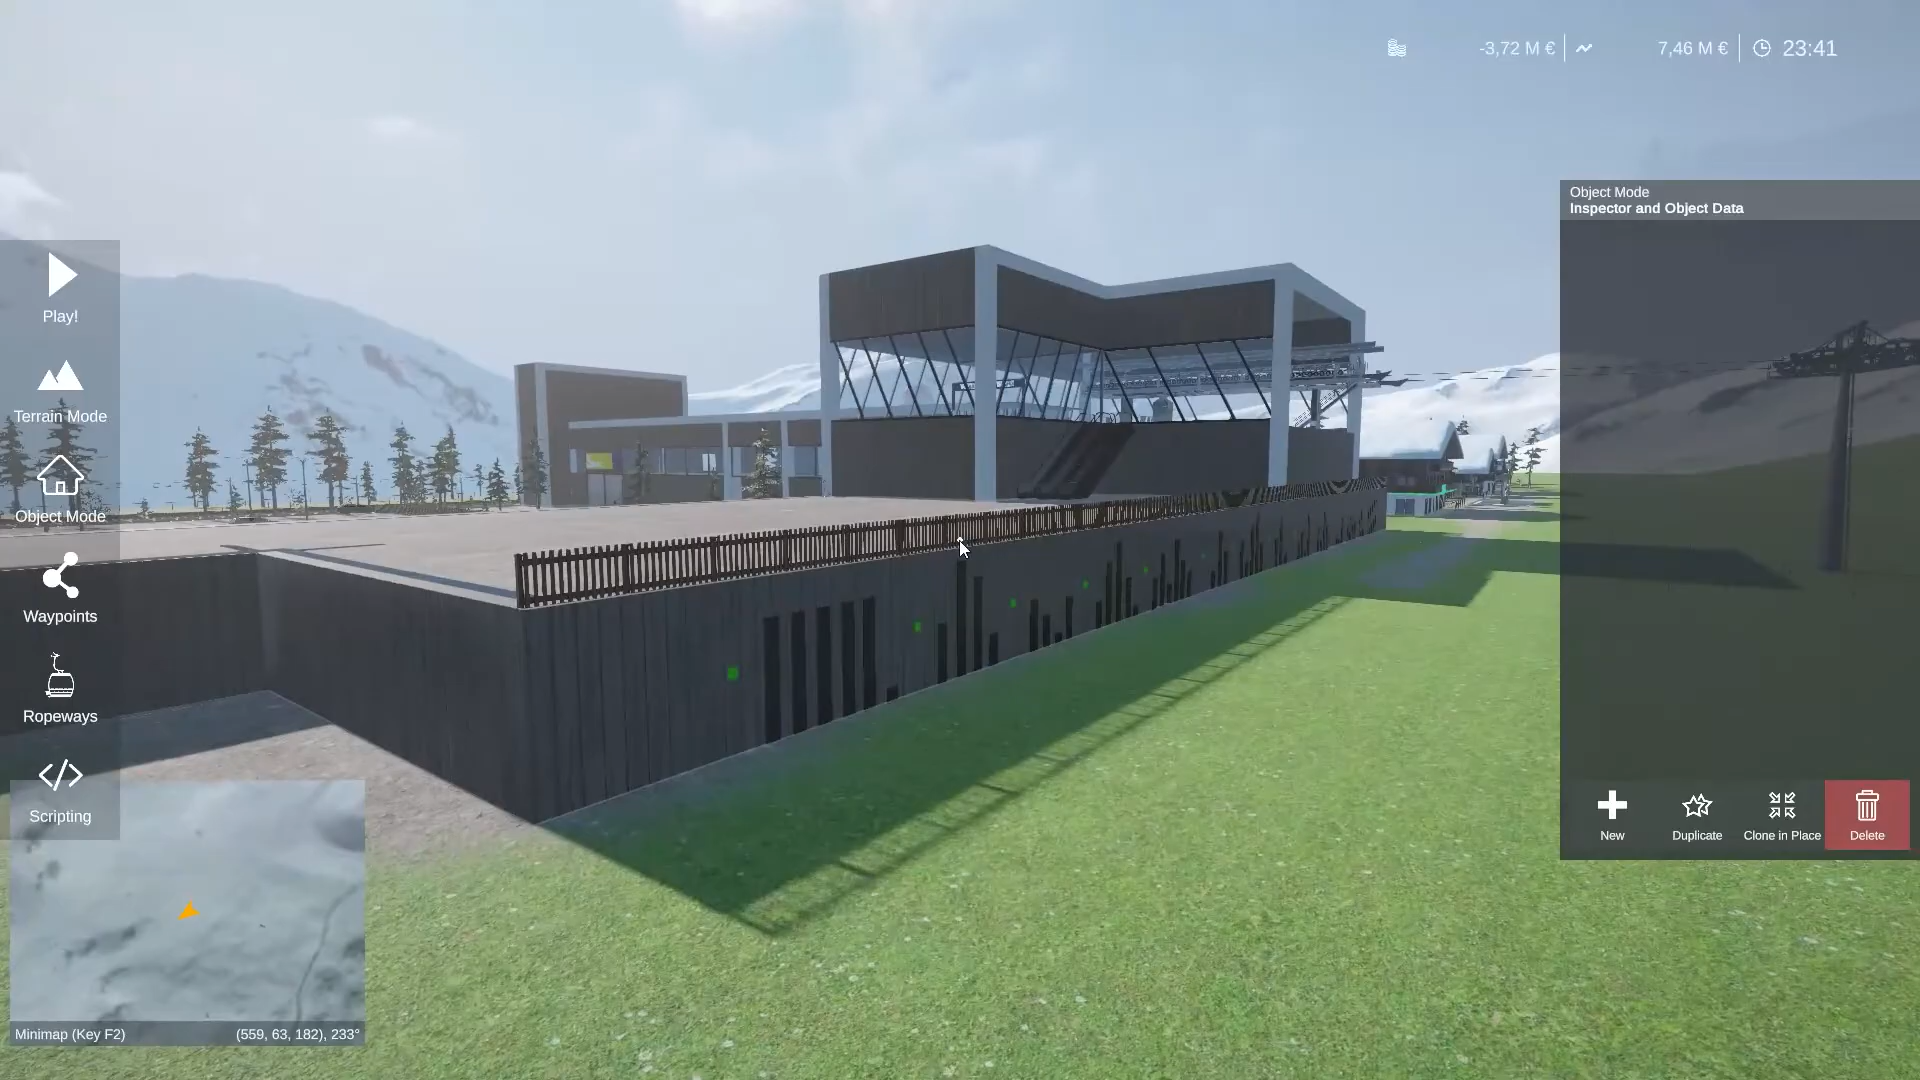 -3,72 M €
7,46 M €
23:41
Object Mode
Inspector and Object Data
Play!
Terrain Mode
Object Mode
Waypoints
Ropeways
Scripting
New
Duplicate
Clone in Place
Delete
Minimap (Key F2)
(559, 63, 182), 233°